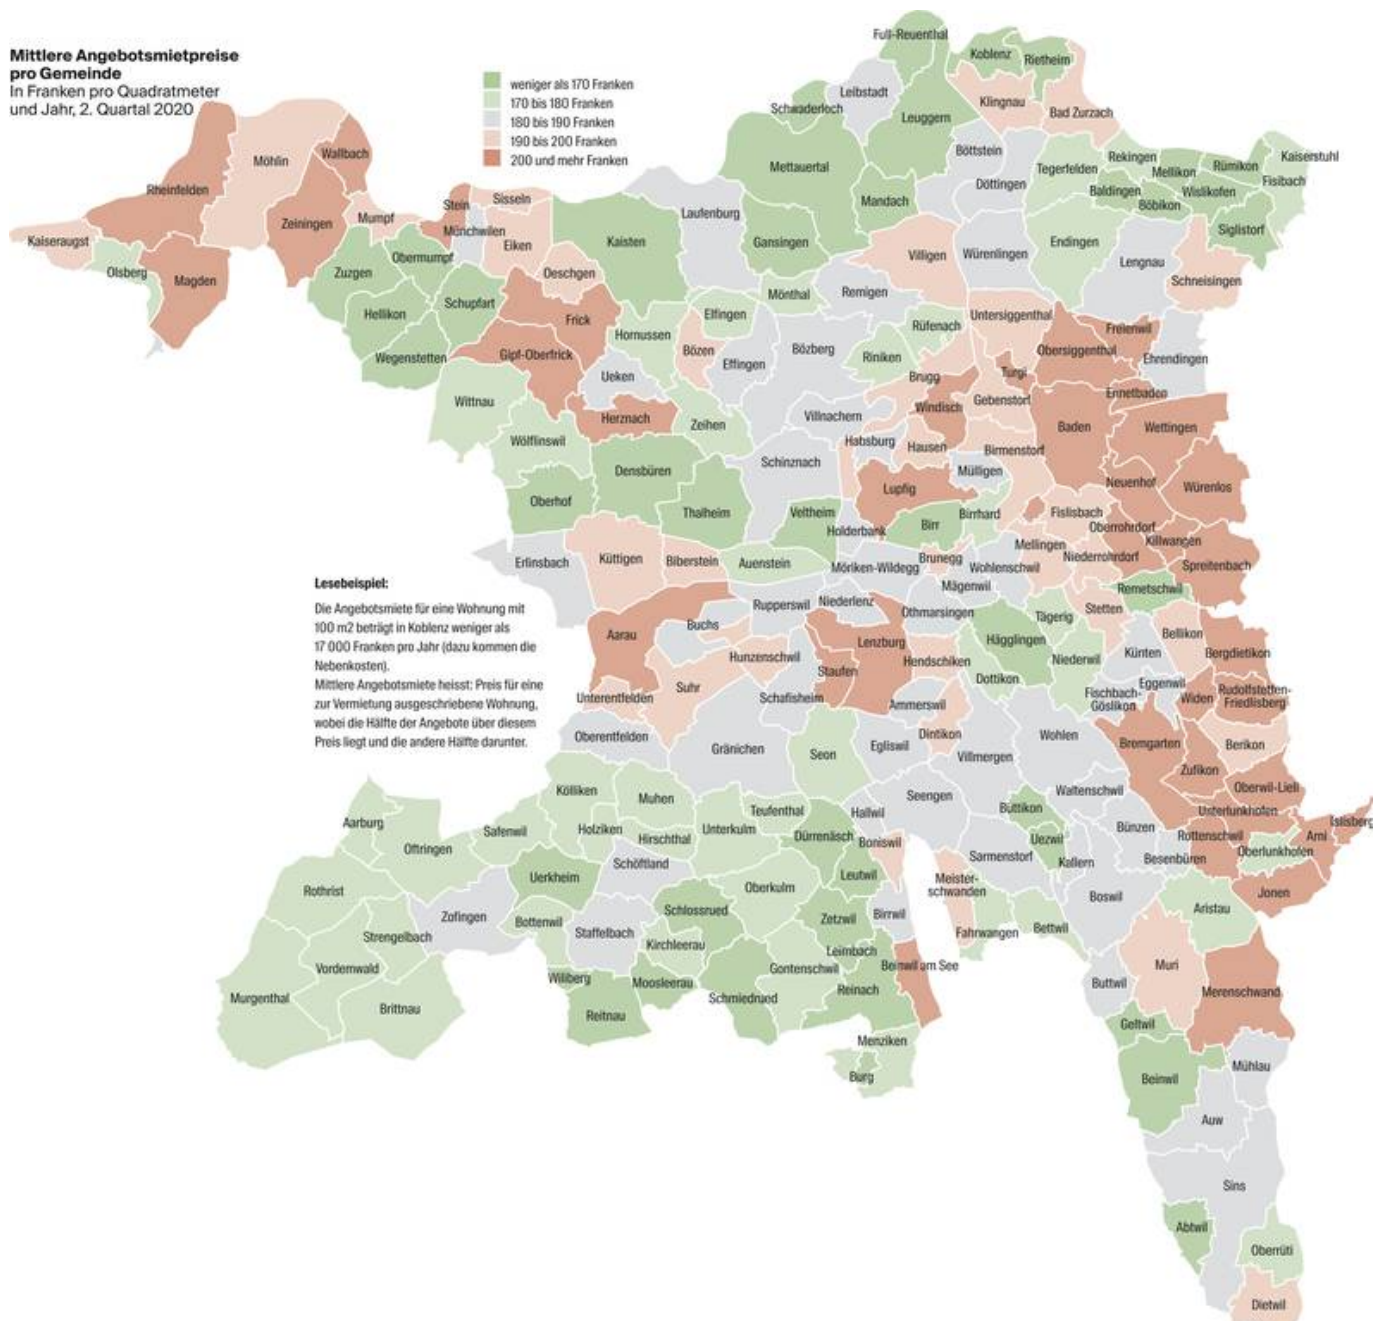 Mittlere Angebotsmietpreise
pro Gemeinde
In Franken pro Quadratmeter
und Jahr, 2. Quartal 2020
weniger als 170 Franken
170 bis 180 Franken
180 bis 190 Franken
190 bis 200 Franken
200 und mehr Franken
Full-Reuenthal
Koblenz
Rietheim
Leibstadt
Schwaderloch
Klingnau
Bad Zurzach
Leuggern
Möhlin
Wallbach
Rheinfelden
Mettauertal
Böttstein
Tegerfelden
Rekingen
Mellikon
Rümikon
Kaiserstuhl
Fisibach
Döttingen
Baldingen
Wislikofen
Böbikon
Stein
Sisseln
Mandach
Laufenburg
Mumpf
Zeiningen
Münchwilen
Eiken
Kaisten
Gansingen
Siglistorf
Kaiseraugst
Obermumpf
Villigen
Würenlingen
Endingen
Lengnau
Olsberg
Magden
Zuzgen
Oeschgen
Schneisingen
Schupfart
Mönthal
Remigen
Hellikon
Frick
Elfingen
Untersiggenthal
Hornussen
Rüfenach
Freienwil
Wegenstetten
Gipf-Oberfrick
Bözen
Effingen
Bözberg
Riniken
Obersiggenthal
Ehrendingen
Ueken
Brugg
Turgi
Ennetbaden
Wittnau
Windisch
Gebenstorf
Herznach
Zeihen
Villnachern
Baden
Wettingen
Wölflinswil
Habsburg
Hausen
Birmenstorf
Schinznach
Mülligen
Densbüren
Lupfig
Neuenhof
Würenlos
Oberhof
Thalheim
Veltheim
Birrhard
Fislisbach
Holderbank
Birr
Oberrohrdorf
Killwangen
Erlinsbach
Küttigen
Biberstein
Auenstein
Möriken-Wildegg
Brunegg
Wohlenschwil
Mellingen
Niederrohrdorf
Spreitenbach
Mägenwil
Remetschwil
Lesebeispiel:
Die Angebotsmiete für eine Wohnung mit
100 m2 beträgt in Koblenz weniger als
17 000 Franken pro Jahr (dazu kommen die
Nebenkosten).
Mittlere Angebotsmiete heisst: Preis für eine
zur Vermietung ausgeschriebene Wohnung,
wobei die Hälfte der Angebote über diesem
Preis liegt und die andere Hälfte darunter.
Rupperswil
Niederlenz
Othmarsingen
Tägerig
Stetten
Aarau
Buchs
Hägglingen
Bellikon
Hunzenschwil
Lenzburg
Hendschiken
Niederwil
Künten
Bergdietikon
Staufen
Suhr
Dottikon
Eggenwil
Unterentfelden
Schafisheim
Ammerswil
Fischbach-
Göslikon
Widen
Rudolfstetten-
Friedlisberg
Oberentfelden
Gränichen
Seon
Egliswil
Dintikon
Villmergen
Wohlen
Bremgarten
Berikon
Zufikon
Kölliken
Muhen
Seengen
Waltenschwil
Oberwil-Lieli
Aarburg
Safenwil
Holziken
Hirschthal
Unterkulm
Teufenthal
Hallwil
Büttikon
Unterlunkhofen
Islisberg
Oftringen
Dürrenäsch
Boniswil
Uezwil
Bünzen
Rottenschwil
Arni
Schöftland
Sarmenstorf
Kallern
Besenbüren
Oberlunkhofen
Rothrist
Uerkheim
Oberkulm
Leutwil
Meister-
schwanden
Boswil
Jonen
Zofingen
Bottenwil
Schlossrued
Zetzwil
Birrwil
Aristau
Strengelbach
Staffelbach
Kirchleerau
Fahrwangen
Bettwil
Vordemwald
Leimbach
Beinwil am See
Muri
Wiliberg
Moosleerau
Gontenschwil
Murgenthal
Brittnau
Reitnau
Schmiedrued
Reinach
Buttwil
Merenschwand
Geltwil
Menziken
Burg
Beinwil
Mühlau
Auw
Sins
Abtwil
Oberrüti
Dietwil